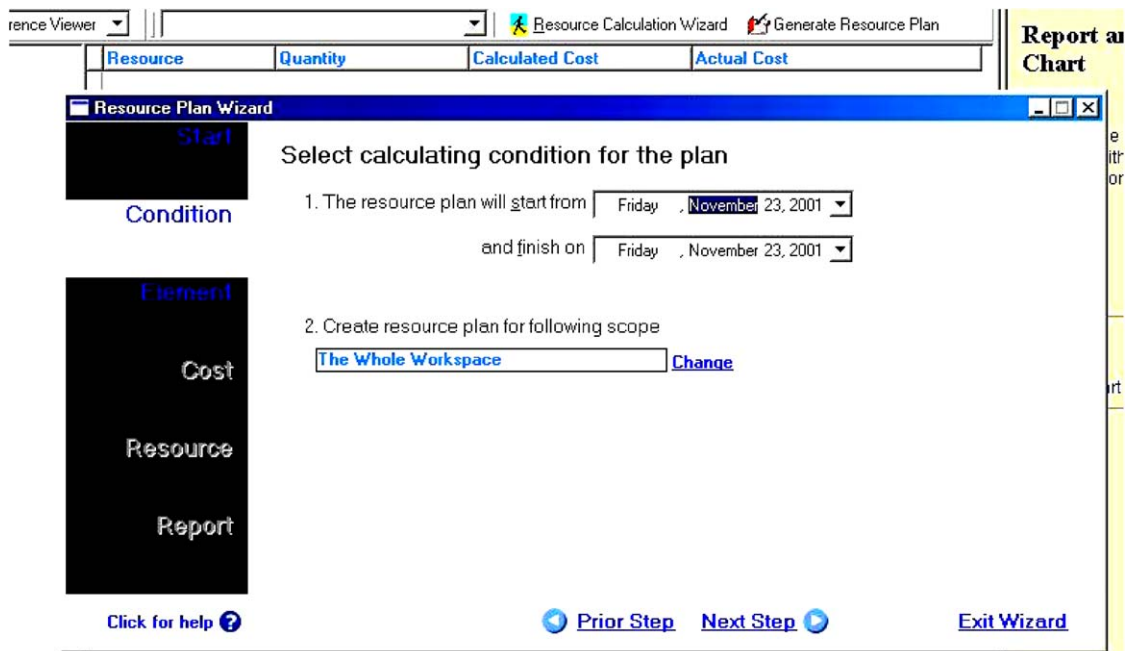 rence Viewer
Resource Calculation Wizard Generate Resource Plan
Resource Quantity Calculated Cost Actual Cost
Report
Chart
Resource Plan Wizard
Start
Select calculating condition for the plan
1. The resource plan will start from Friday , November 23, 2001
Condition
and finish on Friday , November 23, 2001
Element
2. Create resource plan for following scope
The Whole Workspace Change
Cost
Resource
Report
Click for help ?
Prior Step Next Step Exit Wizard